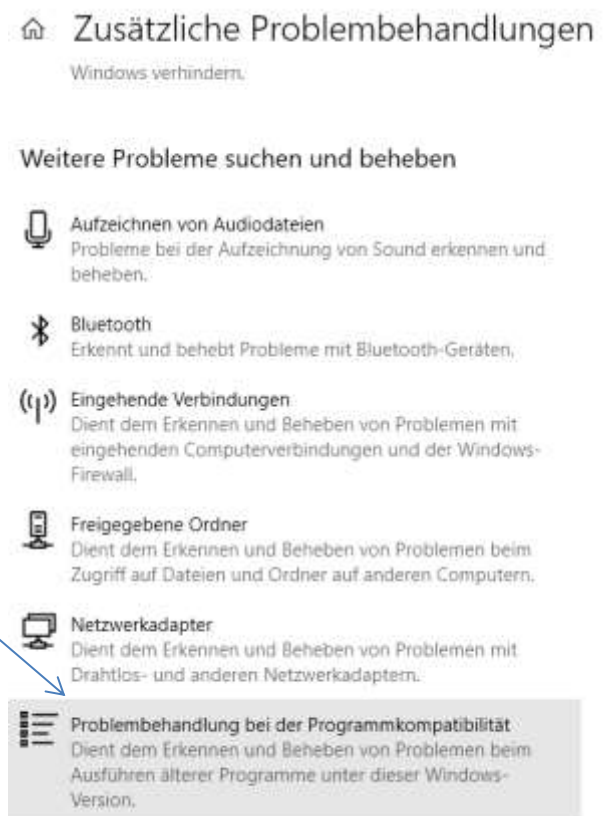 Zusätzliche Problembehandlungen
Windows verhindern.
Weitere Probleme suchen und beheben
Aufzeichnen von Audiodateien
Probleme bei der Aufzeichnung von Sound erkennen und
beheben.
Bluetooth
Erkennt und behebt Probleme mit Bluetooth-Geräten.
Eingehende Verbindungen
Dient dem Erkennen und Beheben von Problemen mit
eingehenden Computerverbindungen und der Windows-
Firewall.
Freigegebene Ordner
Dient dem Erkennen und Beheben von Problemen beim
Zugriff auf Dateien und Ordner auf anderen Computern.
Netzwerkadapter
Dient dem Erkennen und Beheben von Problemen mit
Drahtlos- und anderen Netzwerkadaptern.
Problembehandlung bei der Programmkompatibilität
Dient dem Erkennen und Beheben von Problemen beim
Ausführen älterer Programme unter dieser Windows-
Version.